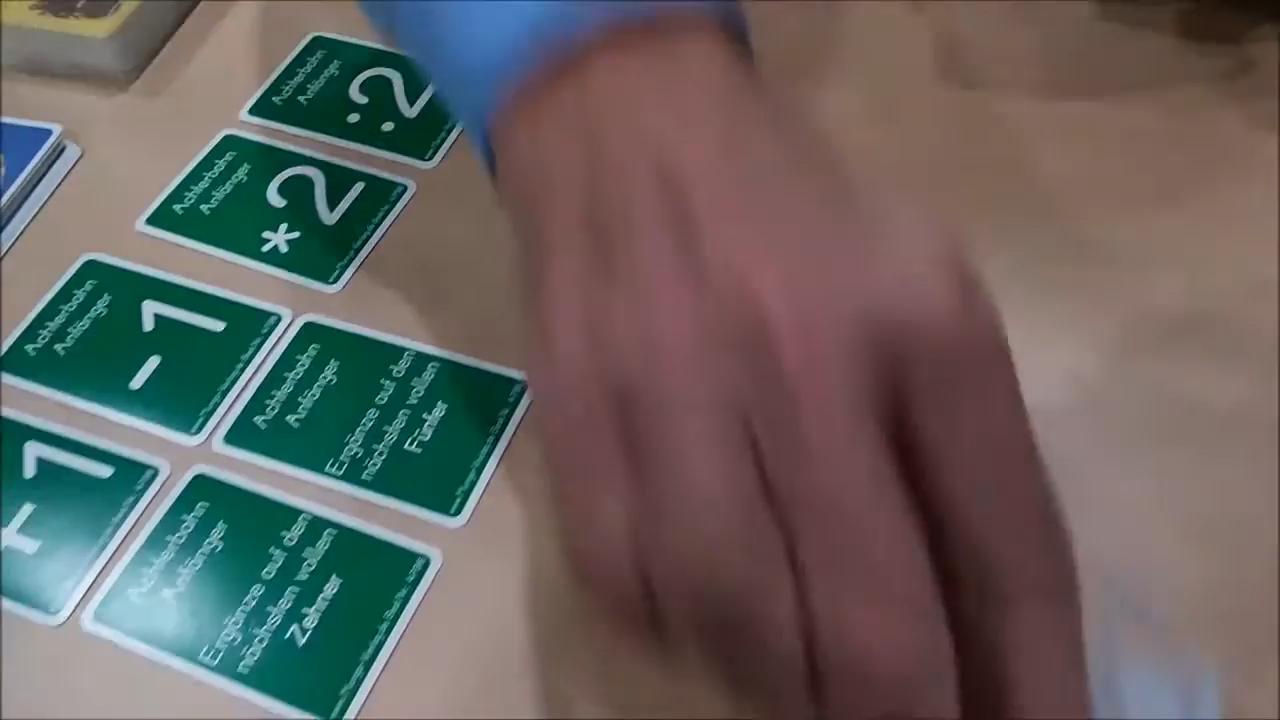 Achterbahn
Anfänger
:2
Achterbahn
Anfänger
*2
Achterbahn
Anfänger
-1
Achterbahn
Anfänger
Ergänze auf den
nächsten vollen
Fünfer
+1
Achterbahn
Anfänger
Ergänze auf den
nächsten vollen
Zehner